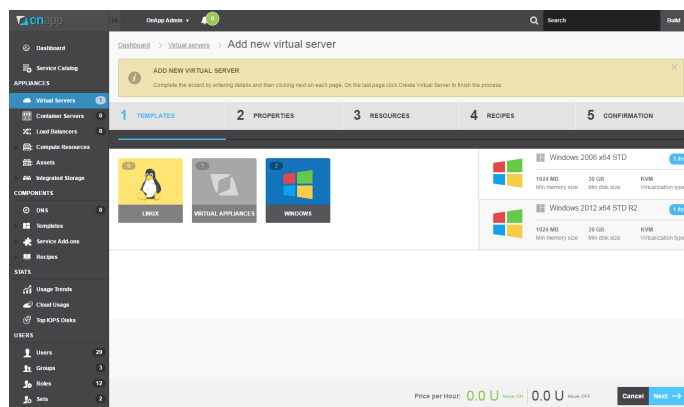 onapp
OnApp Admin
0
Search
Build
Dashboard
Service Catalog
APPLIANCES
Virtual Servers 1
Container Servers 0
Load Balancers 0
Compute Resources
Assets
Integrated Storage
COMPONENTS
DNS 0
Templates
Service Add-ons
Recipes
STATS
Usage Trends
Cloud Usage
Top IOPS Disks
USERS
Users 29
Groups 3
Roles 12
Sets 2
Dashboard > Virtual servers > Add new virtual server
ADD NEW VIRTUAL SERVER
Complete the wizard by entering details and then clicking next on each page. On the last page click Create Virtual Server to finish the process.
1 TEMPLATES
2 PROPERTIES
3 RESOURCES
4 RECIPES
5 CONFIRMATION
0
LINUX
1
VIRTUAL APPLIANCES
2
WINDOWS
Windows 2008 x64 STD
1024 MB 30 GB KVM
Min memory size Min disk size Virtualization type
Windows 2012 x64 STD R2
1024 MB 30 GB KVM
Min memory size Min disk size Virtualization type
Price per Hour: 0.0 U Mode ON 0.0 U Mode OFF
Cancel
Next